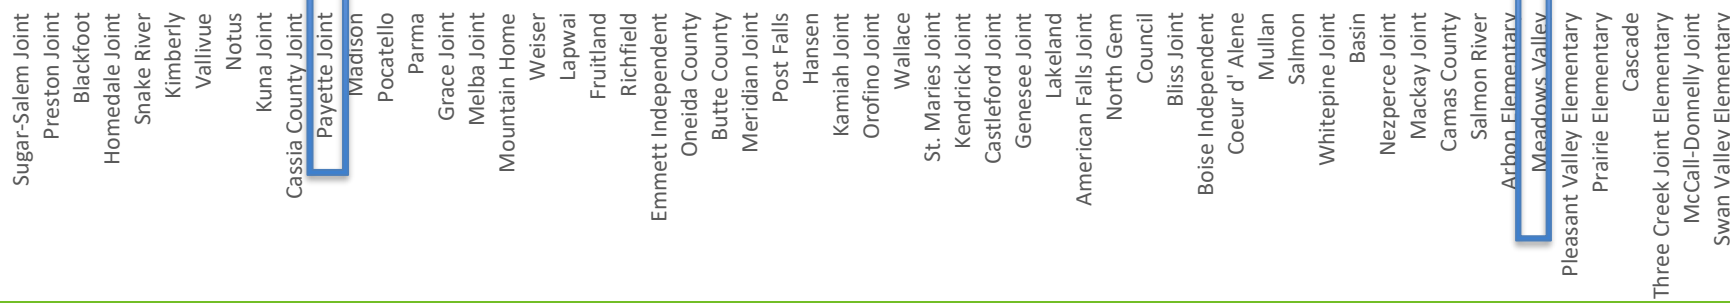 Sugar-Salem Joint
Preston Joint
Blackfoot
Homedale Joint
Snake River
Kimberly
Vallivue
Notus
Kuna Joint
Cassia County Joint
Payette Joint
Madison
Pocatello
Parma
Grace Joint
Melba Joint
Mountain Home
Weiser
Lapwai
Fruitland
Richfield
Emmett Independent
Oneida County
Butte County
Meridian Joint
Post Falls
Hansen
Kamiah Joint
Orofino Joint
Wallace
St. Maries Joint
Kendrick Joint
Castleford Joint
Genesee Joint
Lakeland
American Falls Joint
North Gem
Council
Bliss Joint
Boise Independent
Coeur d' Alene
Mullan
Salmon
Whitepine Joint
Basin
Nezperce Joint
Mackay Joint
Camas County
Salmon River
Arbon Elementary
Meadows Valley
Pleasant Valley Elementary
Prairie Elementary
Cascade
Three Creek Joint Elementary
McCall-Donnelly Joint
Swan Valley Elementary